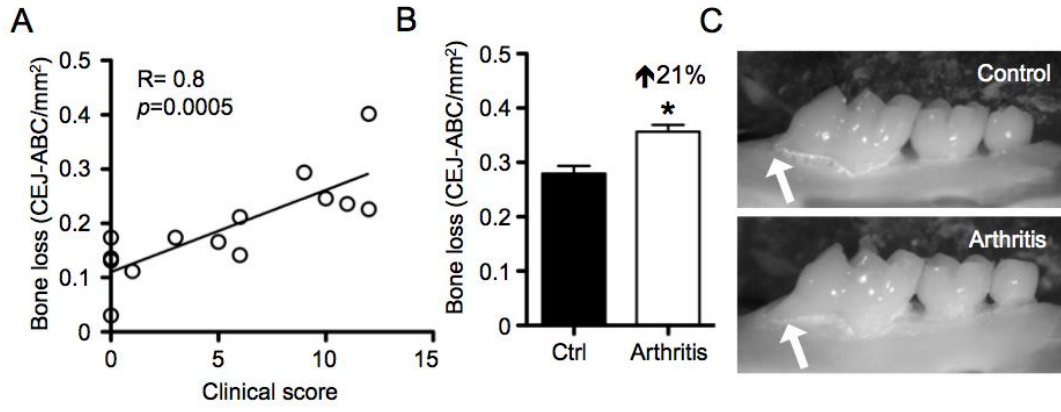 A
Bone loss (CEJ-ABC/mm²)
0.5
0.4
0.3
0.2
0.1
0
R= 0.8
p=0.0005
0
5
10
15
Clinical score
B
Bone loss (CEJ-ABC/mm²)
0.5
0.4
0.3
0.2
0.1
0
↑21%
*
Ctrl
Arthritis
C
Control
Arthritis